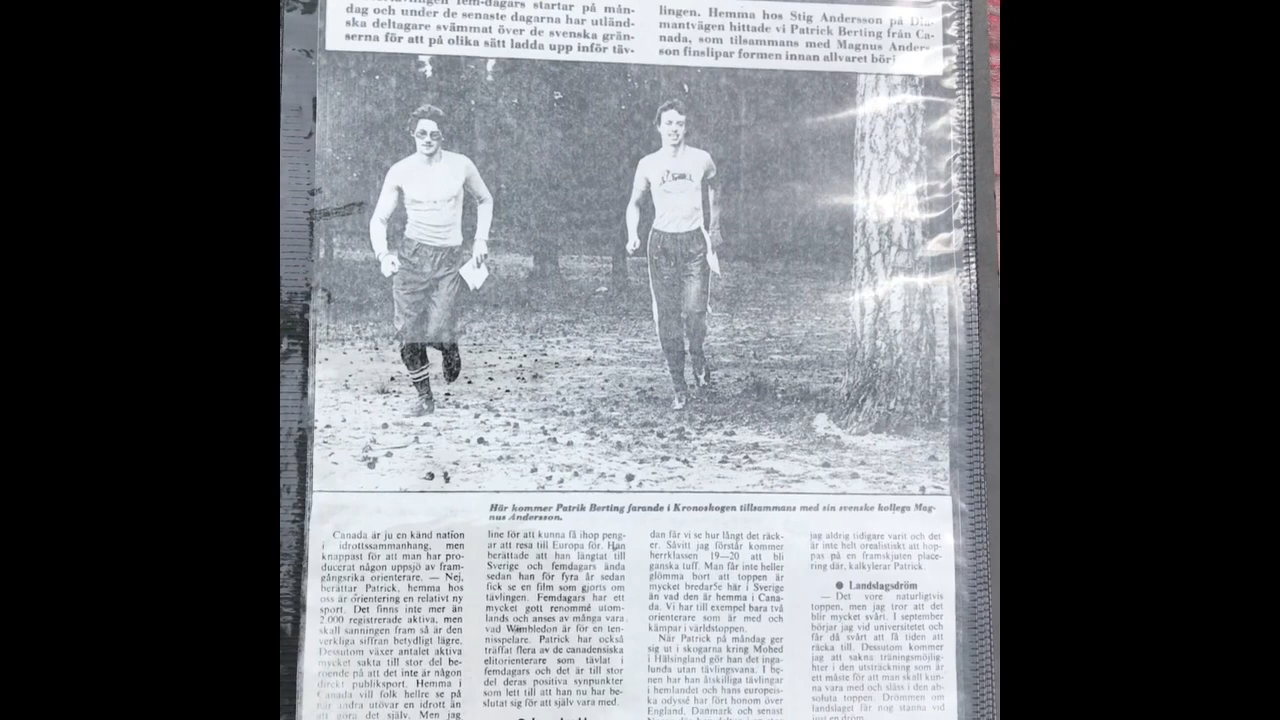 fem-dagars startar på mån-
dag och under de senaste dagarna har utländ-
ska deltagare svämmat över de svenska grän-
serna för att på olika sätt ladda upp inför täv-
lingen. Hemma hos Stig Andersson på Dia-
mantvägen hittade vi Patrick Berting från Ca-
nada, som tilsammans med Magnus Anders-
son finslipar formen innan allvaret börj
Här kommer Patrik Berting farande i Kronoskogen tillsammans med sin svenske kollega Mag-
nus Andersson.
Canada är ju en känd nation
i idrottssammanhang, men
knappast för att man har pro-
ducerat någon uppsjö av fram-
gångsrika orienterare. — Nej,
berättar Patrick, hemma hos
oss är orientering en relativt ny
sport. Det finns inte mer än
2.000 registrerade aktiva, men
skall sanningen fram så är den
verkliga siffran betydligt lägre.
Dessutom växer antalet aktiva
mycket sakta till stor del be-
roende på att det inte är någon
direkt publiksport. Hemma i
Canada vill folk hellre se på
när andra utövar en idrott än
att göra det själv. Men jag
line för att kunna få ihop peng-
ar att resa till Europa för. Han
berättade att han längtat till
Sverige och femdagars ända
sedan han för fyra år sedan
fick se en film som gjorts om
tävlingen. Femdagars har ett
mycket gott renommé utom-
lands och anses av många vara
vad Wimbledon är för en ten-
nisspelare. Patrick har också
träffat flera av de canadensiska
elitorienterare som tävlat i
femdagars och det är till stor
del deras positiva synpunkter
som lett till att han nu har be-
slutat sig för att själv vara med.
dan får vi se hur långt det räck-
er. Såvitt jag förstår kommer
herrklassen 19—20 att bli
ganska tuff. Man får inte heller
glömma bort att toppen är
mycket bredar5e här i Sverige
än vad den är hemma i Cana-
da. Vi har till exempel bara två
orienterare som är med och
kämpar i världstoppen.
När Patrick på måndag ger
sig ut i skogarna kring Mohed
i Hälsingland gör han det inga-
lunda utan tävlingsvana. I be-
nen har han åtskilliga tävlingar
i hemlandet och hans europeis-
ka odyssé har fört honom över
England, Danmark och senast
jag aldrig tidigare varit och det
är inte helt orealistiskt att hop-
pas på en framskjuten place-
ring där, kalkylerar Patrick.
● Landslagsdröm
— Det vore naturligtvis
toppen, men jag tror att det
blir mycket svårt. I september
börjar jag vid universitetet och
får då svårt att få tiden att
räcka till. Dessutom kommer
jag att sakna träningsmöjlig-
hter i den utsträckning som är
ett måste för att man skall kun-
na vara med och slåss i den ab-
soluta toppen. Drömmen om
landslaget lär nog stanna vid
just en dröm.